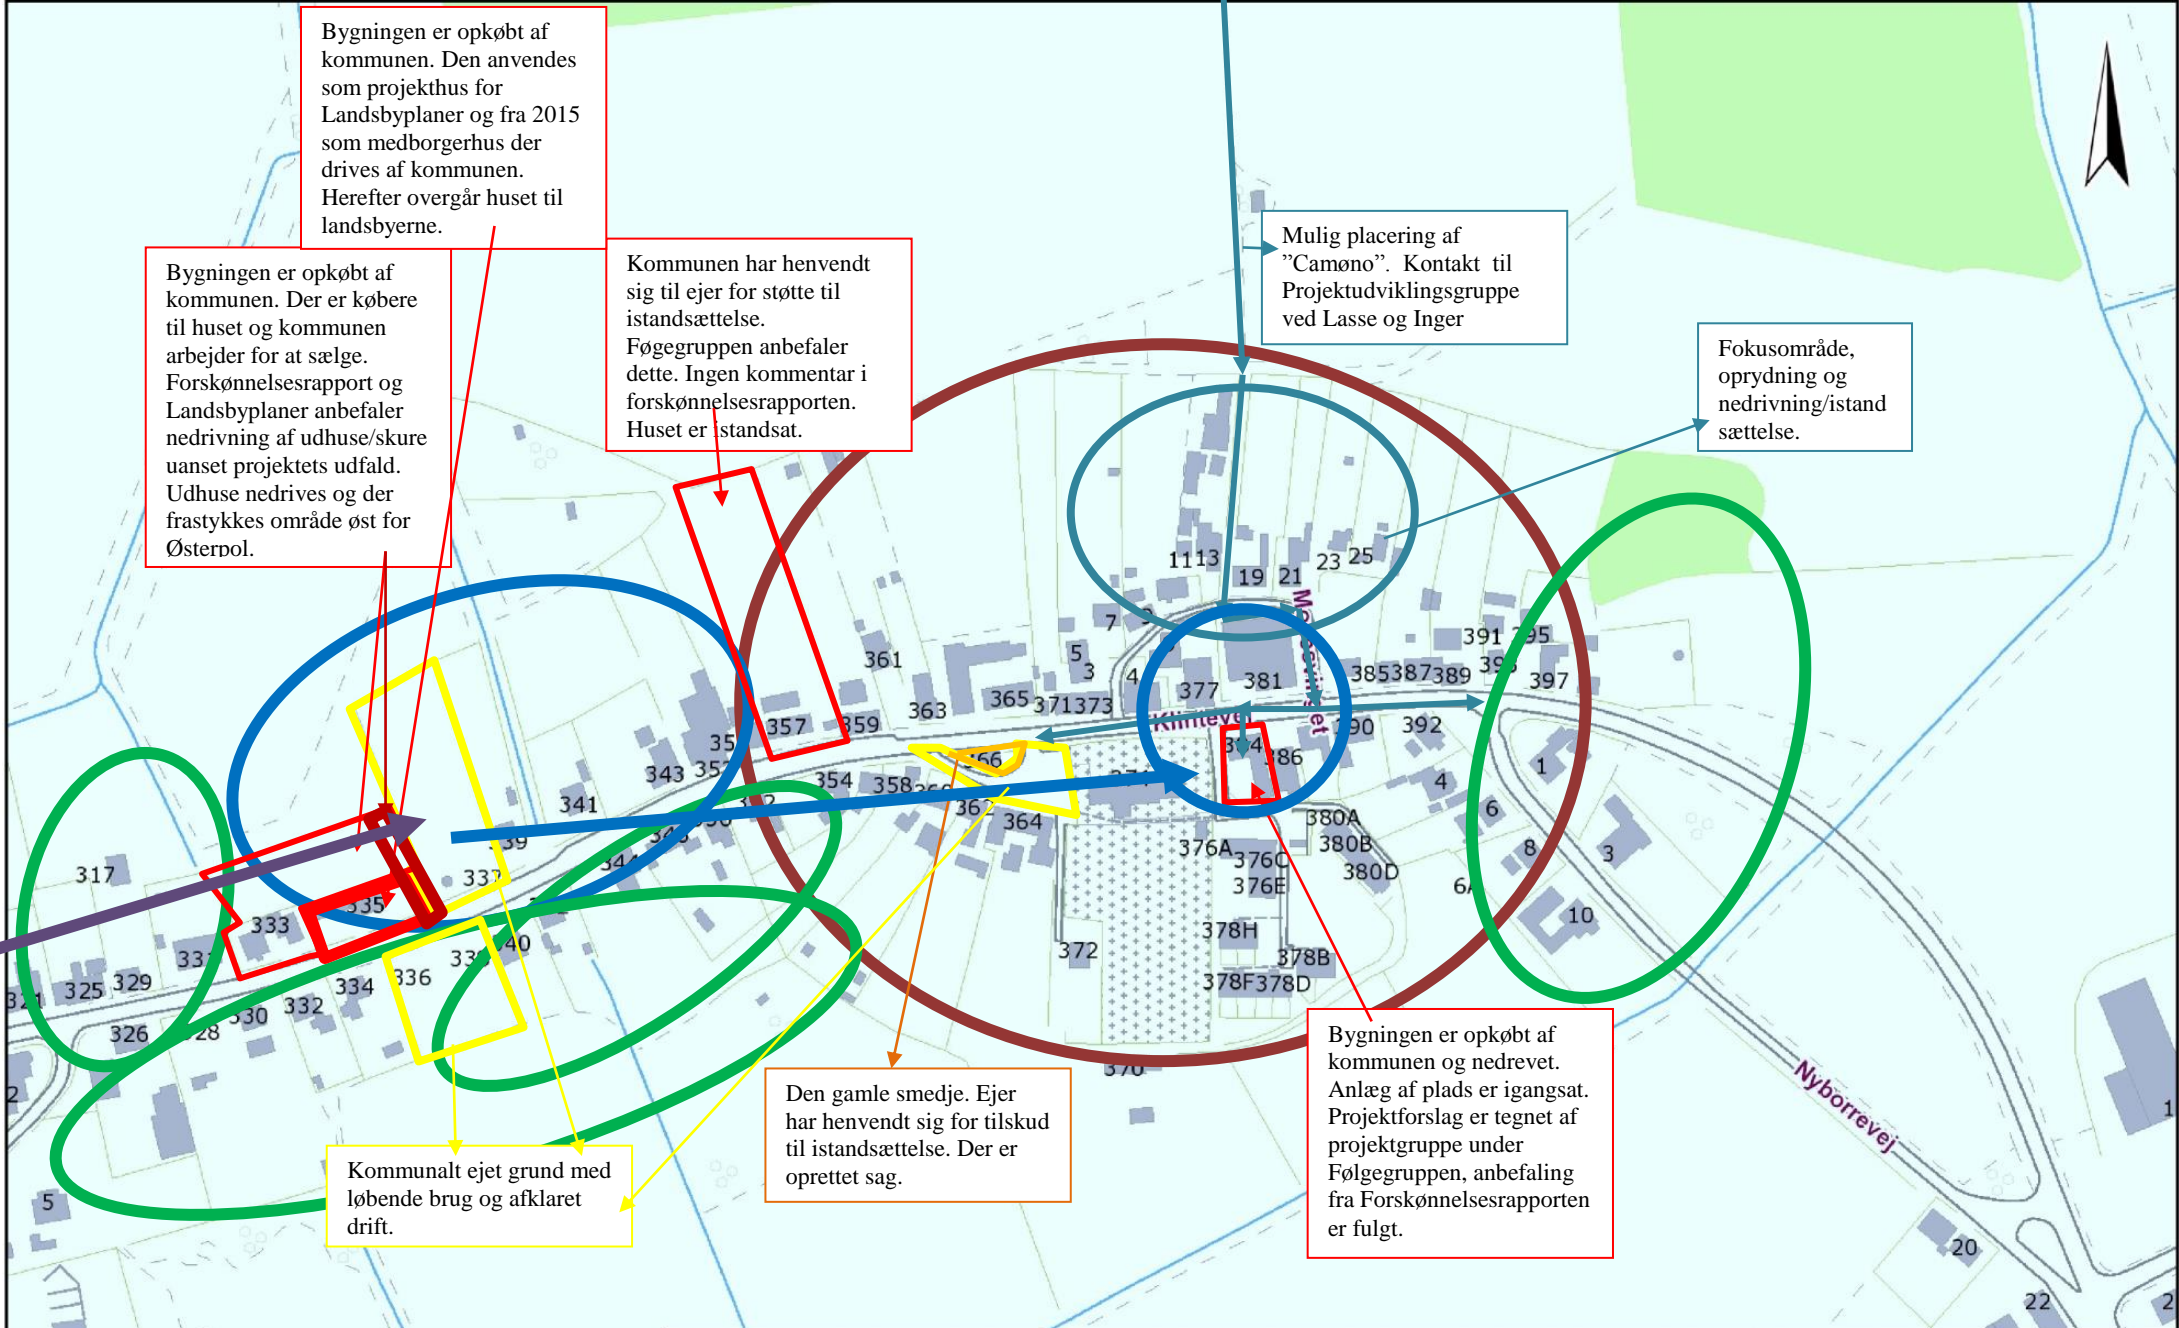 Bygningen er opkøbt af
kommunen. Den anvendes
som projekthus for
Landsbyplaner og fra 2015
som medborgerhus der
drives af kommunen.
Herefter overgår huset til
landsbyerne.
Bygningen er opkøbt af
kommunen. Der er købere
til huset og kommunen
arbejder for at sælge.
Forskønnelsesrapport og
Landsbyplaner anbefaler
nedrivning af udhuse/skure
uanset projektets udfald.
Udhuse nedrives og der
frastykkes område øst for
Østerpol.
Kommunen har henvendt
sig til ejer for støtte til
istandsættelse.
Føgegruppen anbefaler
dette. Ingen kommentar i
forskønnelsesrapporten.
Huset er istandsat.
Mulig placering af
”Camøno”. Kontakt til
Projektudviklingsgruppe
ved Lasse og Inger
Fokusområde,
oprydning og
nedrivning/istand
sættelse.
11 13
19 21 23 25
7
5
3
4
361
363
365
371 373
377
381
385 387 389
391
397
357
359
343
341
337
317
333
325 329
326
330
332
334
336
354
358
364
386
392
4
6
8
1
3
10
376A
376C
376E
380A
380B
380D
378H
378B
378F 378D
372
370
Klintevej
Nyborrevej
5
20
22
Den gamle smedje. Ejer
har henvendt sig for tilskud
til istandsættelse. Der er
oprettet sag.
Kommunalt ejet grund med
løbende brug og afklaret
drift.
Bygningen er opkøbt af
kommunen og nedrevet.
Anlæg af plads er igangsat.
Projektforslag er tegnet af
projektgruppe under
Følgegruppen, anbefaling
fra Forskønnelsesrapporten
er fulgt.